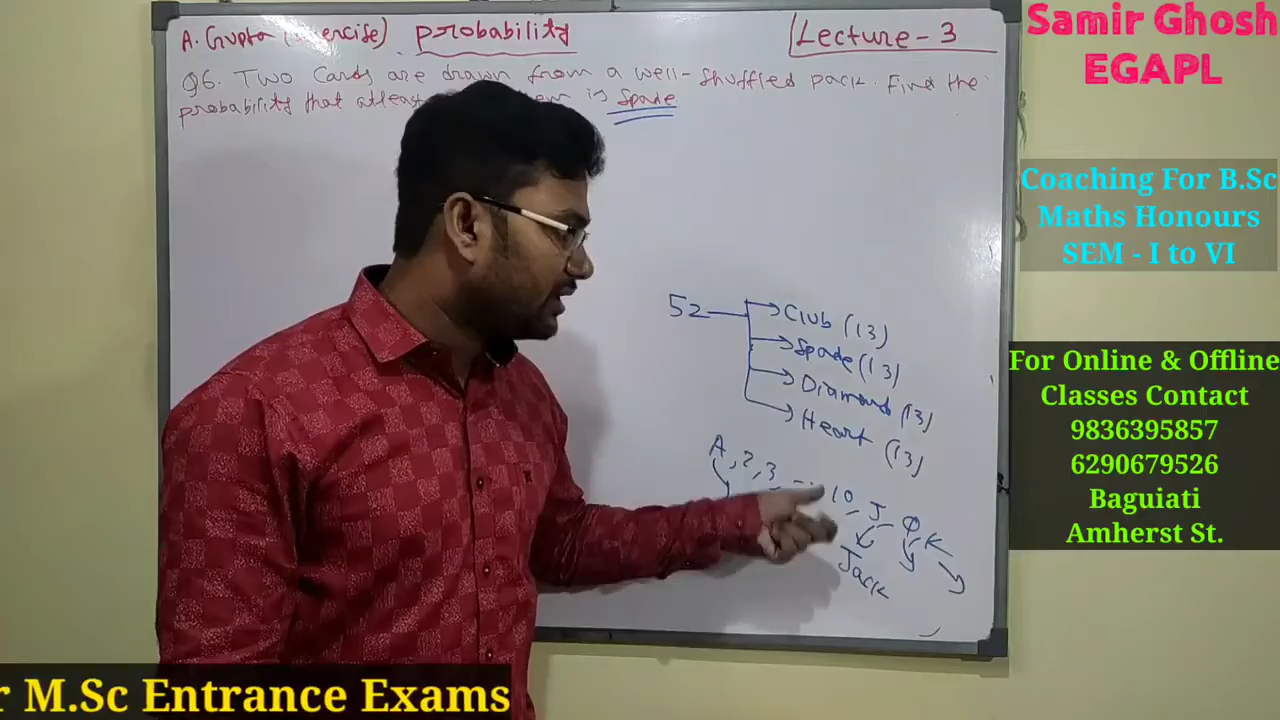 A. Gupta (exercise) probability
Lecture-3
Q6. Two Cards are drawn from a well-shuffled pack. Find the
probability that atleast is Spade
52
Club (13)
Spade (13)
Diamond (13)
Heart (13)
A, 2, 3 10 J Q K
Jack
Samir Ghosh
EGAPL
Coaching For B.Sc
Maths Honours
SEM - I to VI
For Online & Offline
Classes Contact
9836395857
6290679526
Baguiati
Amherst St.
r M.Sc Entrance Exams